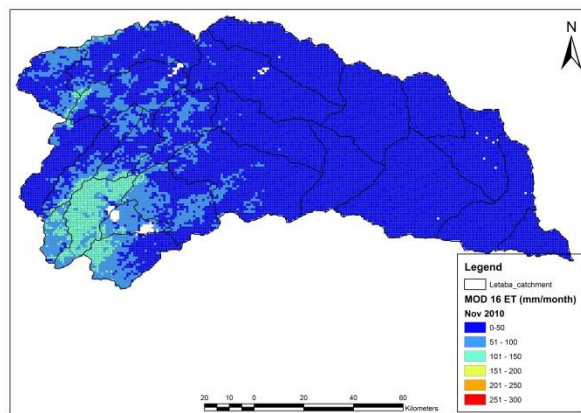 N
Legend
Letaba_catchment
MOD 16 ET (mm/month)
Nov 2010
0-50
51 - 100
101 - 150
151 - 200
201 - 250
251 - 300
20 10 0 20 40 60
Kilometers